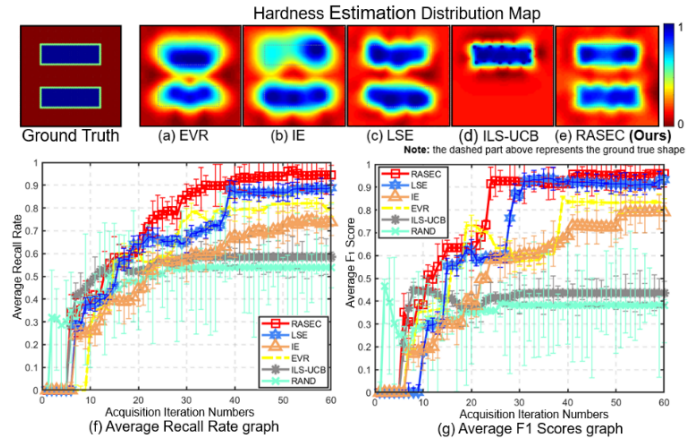 Hardness Estimation Distribution Map
1
0
Ground Truth
(a) EVR
(b) IE
(c) LSE
(d) ILS-UCB
(e) RASEC (Ours)
Note: the dashed part above represents the ground true shape
Average Recall Rate
1
0.9
0.8
0.7
0.6
0.5
0.4
0.3
0.2
0.1
0
0 10 20 30 40 50 60
RASEC
LSE
IE
EVR
ILS-UCB
RAND
Acquisition Iteration Numbers
(f) Average Recall Rate graph
Average F1 Score
1
0.9
0.8
0.7
0.6
0.5
0.4
0.3
0.2
0.1
0
0 10 20 30 40 50 60
RASEC
LSE
IE
EVR
ILS-UCB
RAND
Acquisition Iteration Numbers
(g) Average F1 Scores graph